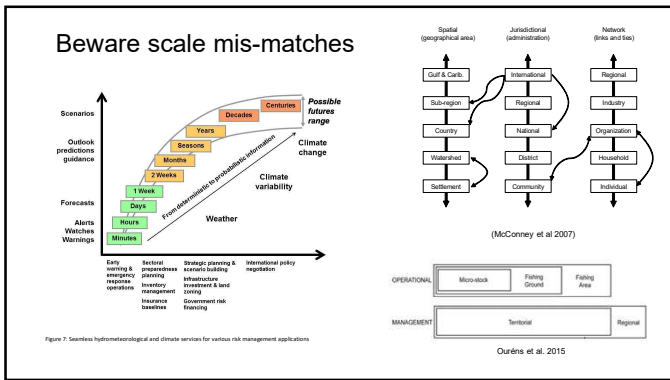 Beware scale mis-matches
Scenarios
Outlook
predictions
guidance
Forecasts
Alerts
Watches
Warnings
Centuries
Decades
Years
Seasons
Months
2 Weeks
1 Week
Days
Hours
Minutes
Possible
futures
range
Climate
change
Climate
variability
Weather
From deterministic to probabilistic information
Early
warning &
emergency
response
operations
Sectoral
preparedness
planning
Inventory
management
Insurance
baselines
Strategic planning &
scenario building
Infrastructure
investment & land
zoning
Government risk
financing
International policy
negotiation
Figure 7: Seamless hydrometeorological and climate services for various risk management applications
Spatial
(geographical area)
Jurisdictional
(administration)
Network
(links and ties)
Gulf & Carib.
International
Regional
Sub-region
Regional
Industry
Country
National
Organization
Watershed
District
Household
Settlement
Community
Individual
(McConney et al 2007)
OPERATIONAL
Micro-stock
Fishing
Ground
Fishing
Area
MANAGEMENT
Territorial
Regional
Ouréns et al. 2015